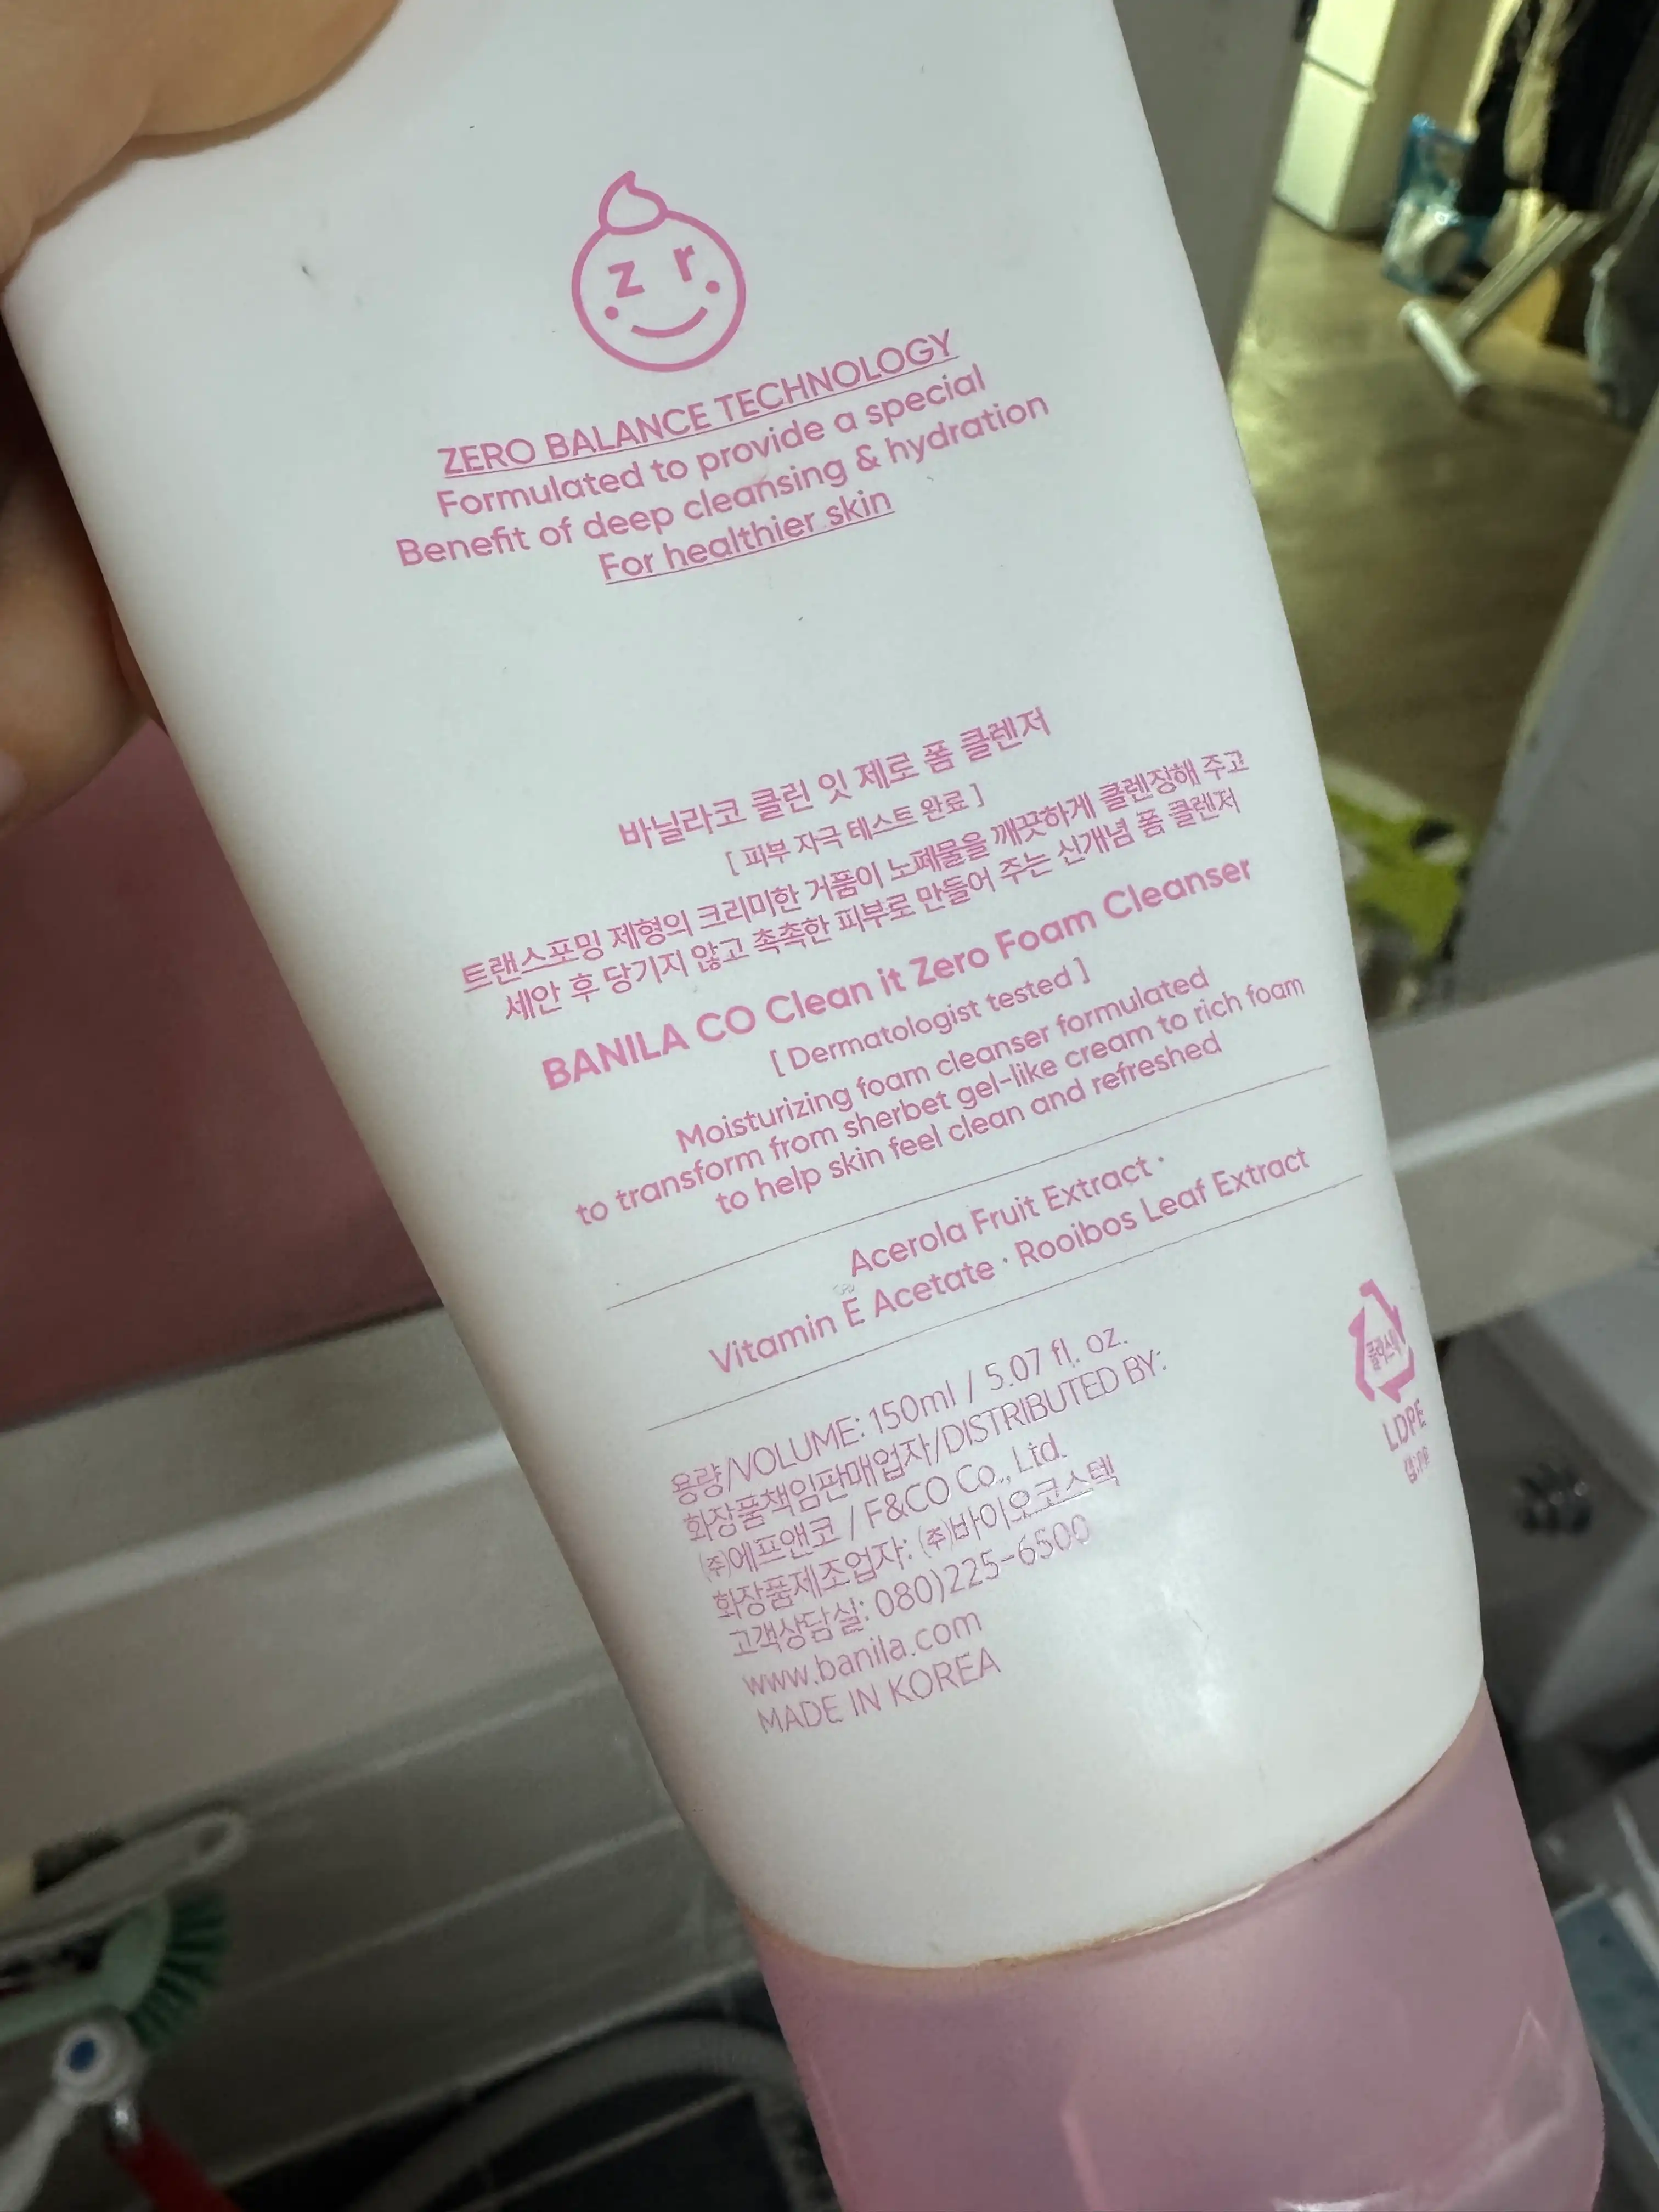 z r
ZERO BALANCE TECHNOLOGY
Formulated to provide a special
Benefit of deep cleansing & hydration
For healthier skin
바닐라코 클린 잇 제로 폼 클렌저
[ 피부 자극 테스트 완료 ]
트랜스포밍 제형의 크리미한 거품이 노폐물을 깨끗하게 클렌징해 주고
세안 후 당기지 않고 촉촉한 피부로 만들어 주는 신개념 폼 클렌저
BANILA CO Clean it Zero Foam Cleanser
[ Dermatologist tested ]
Moisturizing foam cleanser formulated
to transform from sherbet gel-like cream to rich foam
to help skin feel clean and refreshed
Acerola Fruit Extract ·
Vitamin E Acetate · Rooibos Leaf Extract
용량/VOLUME: 150ml / 5.07 fl. oz.
화장품책임판매업자/DISTRIBUTED BY:
㈜에프앤코 / F&CO Co., Ltd.
화장품제조업자: ㈜바이오코스텍
고객상담실: 080)225-6500
www.banila.com
MADE IN KOREA
플라스틱
LDPE
캡:PP